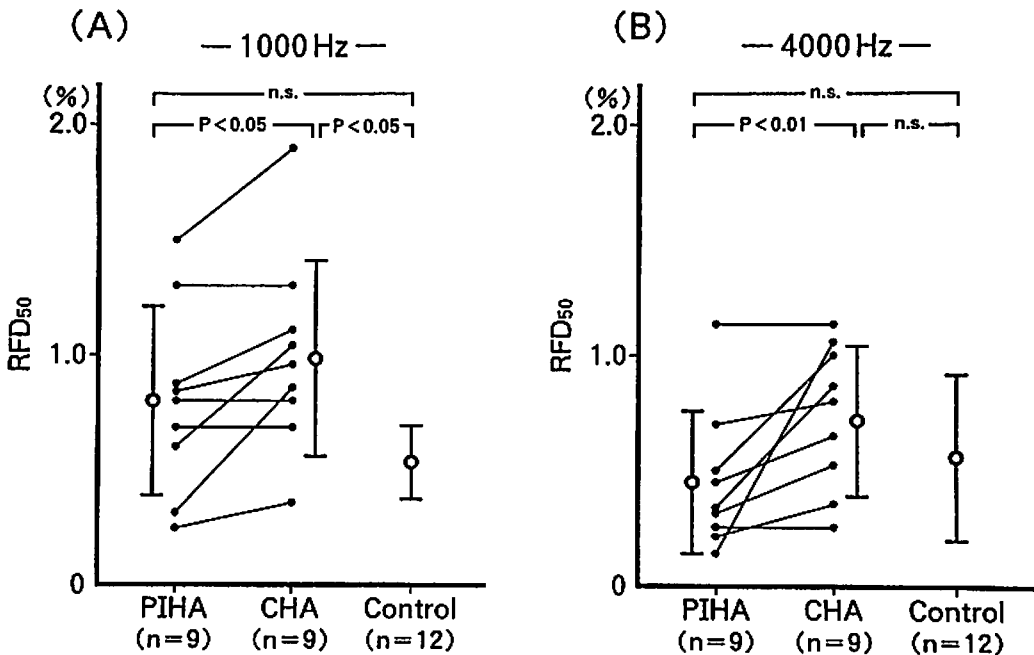 (A)
— 1000 Hz —
(%)
n.s.
P < 0.05
P < 0.05
2.0
1.0
0
RFD50
PIHA
(n=9)
CHA
(n=9)
Control
(n=12)
(B)
— 4000 Hz —
(%)
n.s.
P < 0.01
n.s.
2.0
1.0
0
RFD50
PIHA
(n=9)
CHA
(n=9)
Control
(n=12)